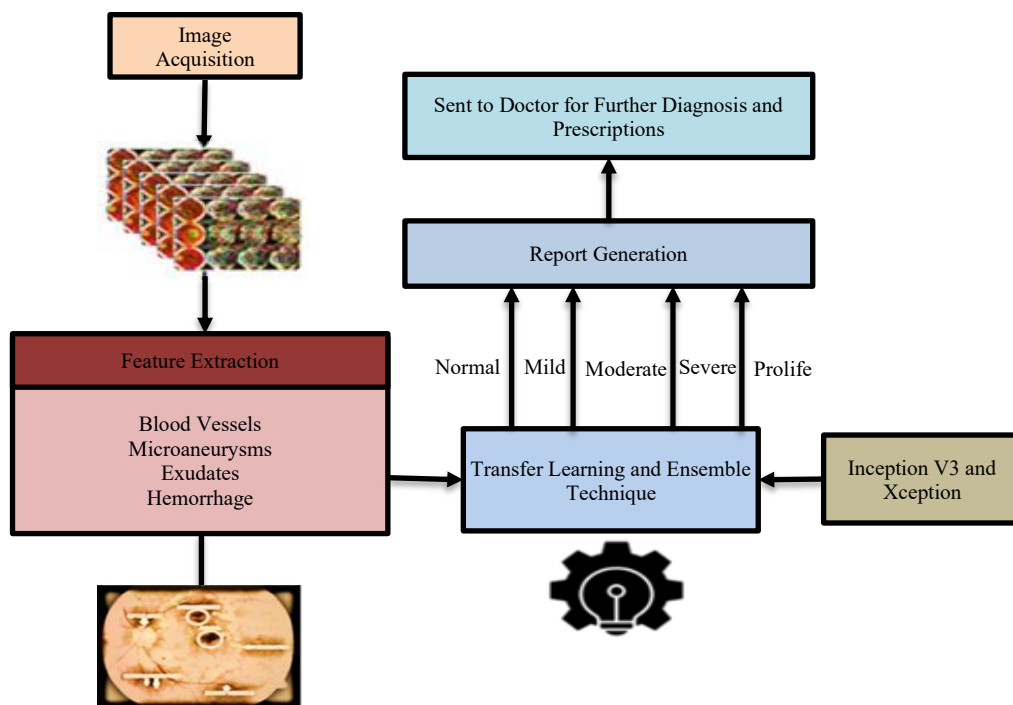 Image
Acquisition
Sent to Doctor for Further Diagnosis and
Prescriptions
Report Generation
Feature Extraction
Normal
Mild
Moderate
Severe
Prolife
Blood Vessels
Microaneurysms
Exudates
Hemorrhage
Transfer Learning and Ensemble
Technique
Inception V3 and
Xception